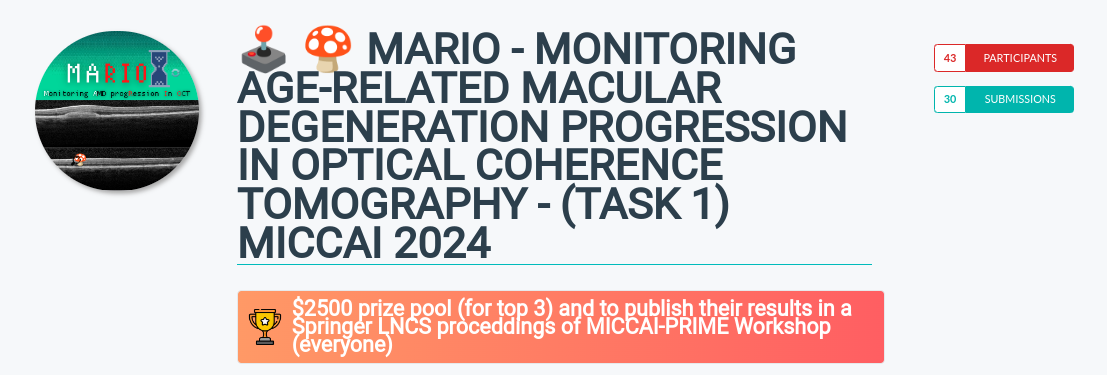 MARIO
Monitoring AMD progRession In OCT
🕹️ 🍄 MARIO - MONITORING
AGE-RELATED MACULAR
DEGENERATION PROGRESSION
IN OPTICAL COHERENCE
TOMOGRAPHY - (TASK 1)
MICCAI 2024
43 PARTICIPANTS
30 SUBMISSIONS
$2500 prize pool (for top 3) and to publish their results in a
Springer LNCS proceddings of MICCAI-PRIME Workshop
(everyone)